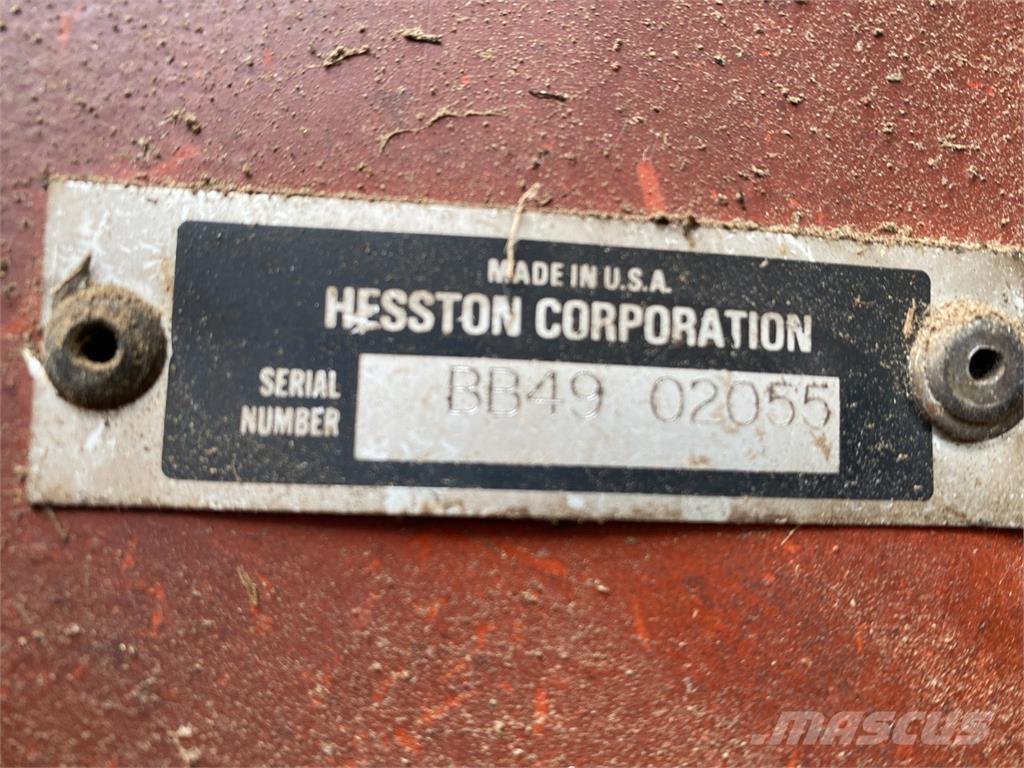 MADE IN U.S.A.
HESSTON CORPORATION
SERIAL
NUMBER
BB49 02055
MASCUS